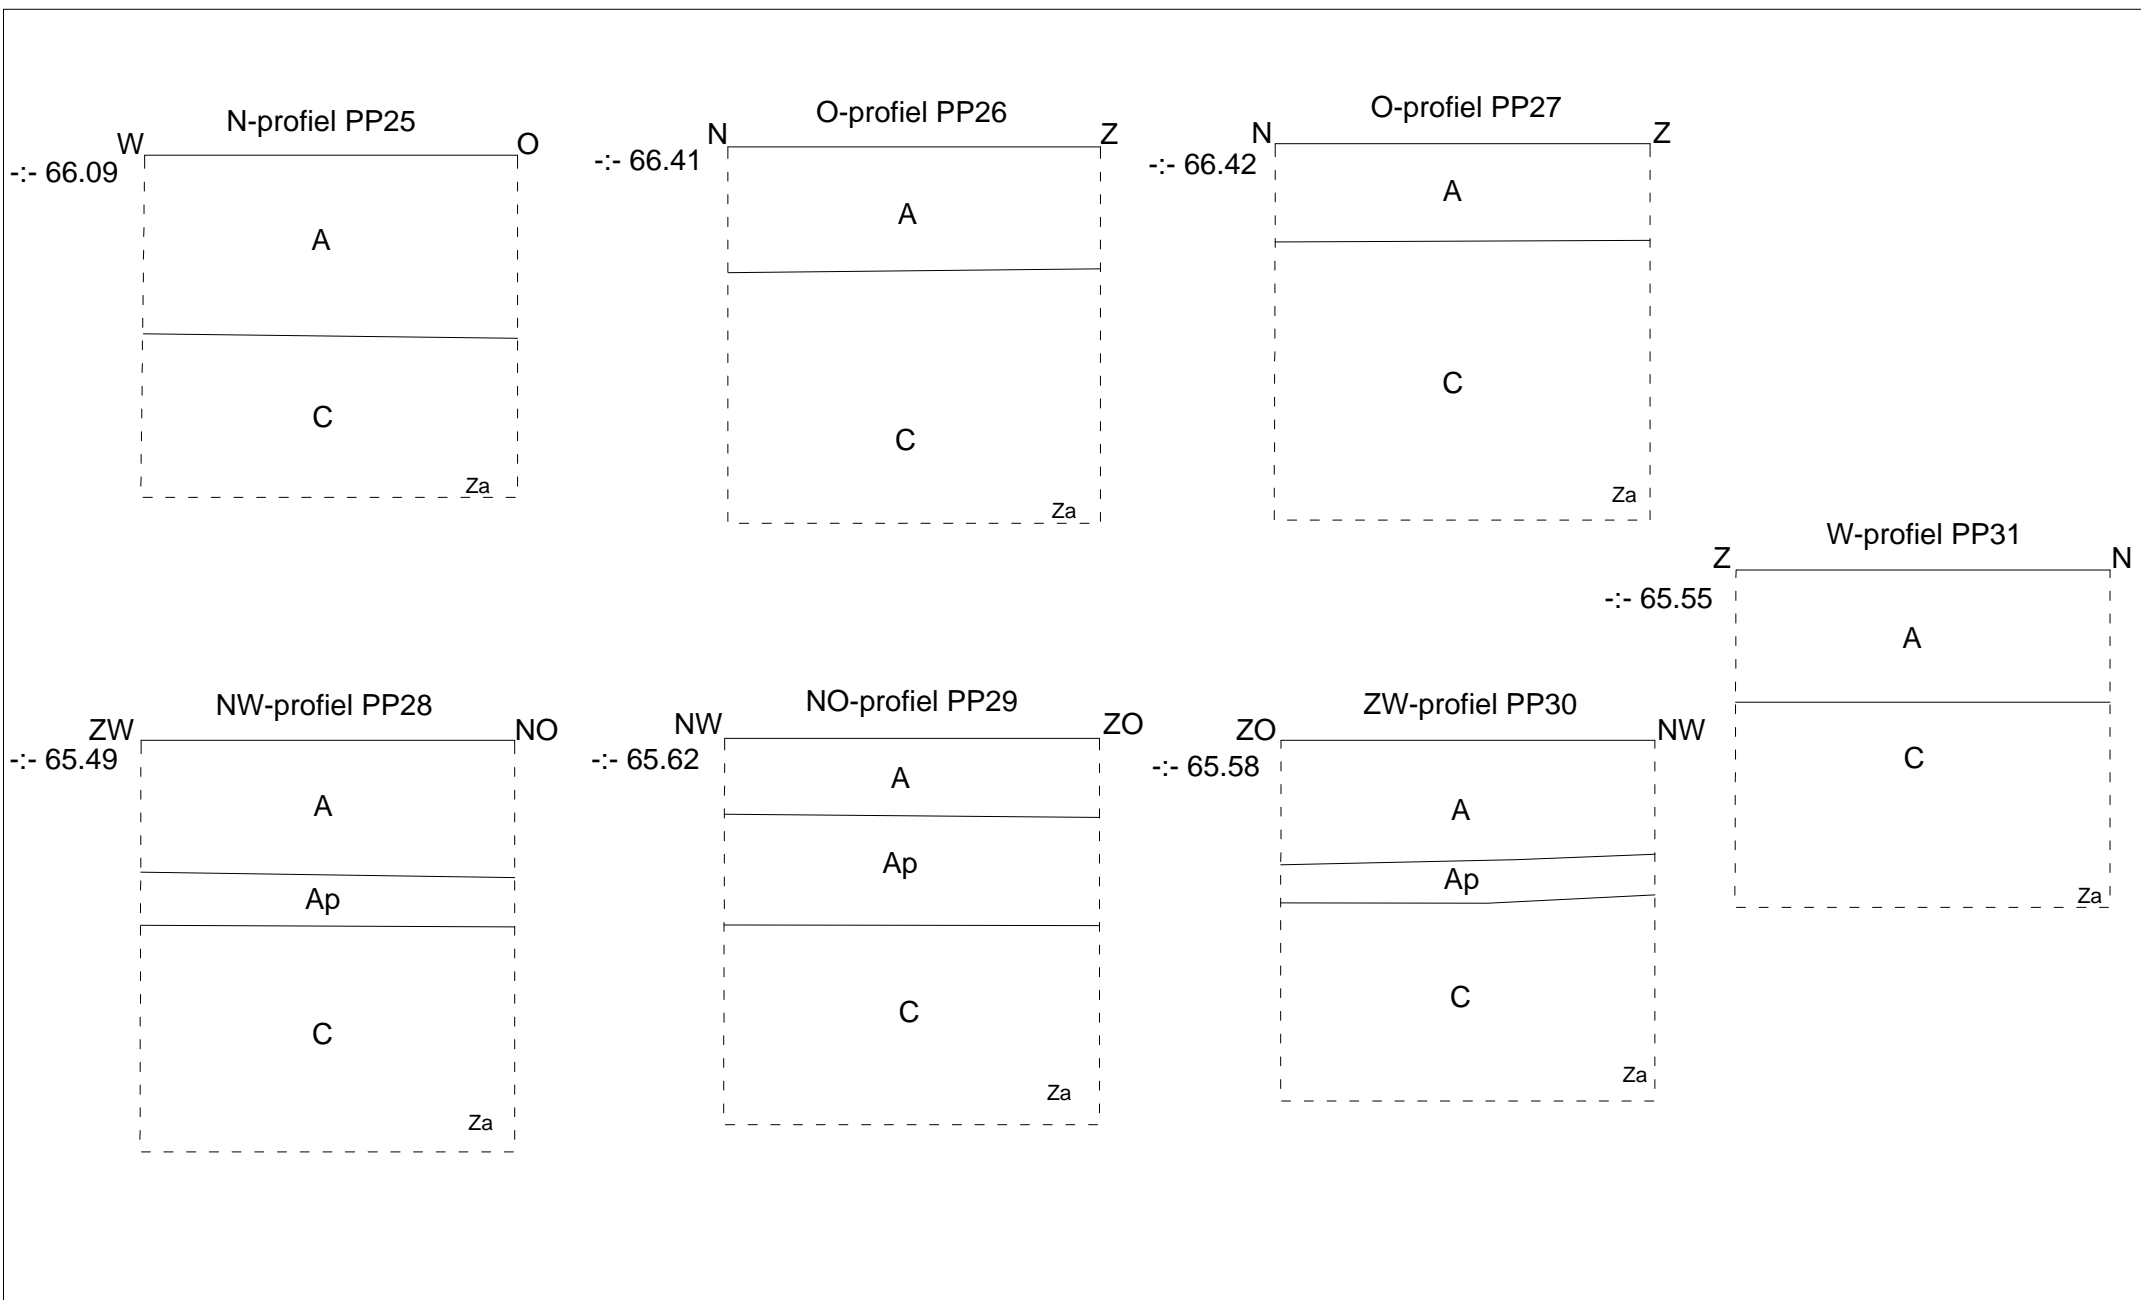 N-profiel PP25
W
O
-:- 66.09
A
C
Za
O-profiel PP26
N
Z
-:- 66.41
A
C
Za
O-profiel PP27
N
Z
-:- 66.42
A
C
Za
W-profiel PP31
Z
N
-:- 65.55
A
C
Za
NW-profiel PP28
ZW
NO
-:- 65.49
A
Ap
C
Za
NO-profiel PP29
NW
ZO
-:- 65.62
A
Ap
C
Za
ZW-profiel PP30
ZO
NW
-:- 65.58
A
Ap
C
Za